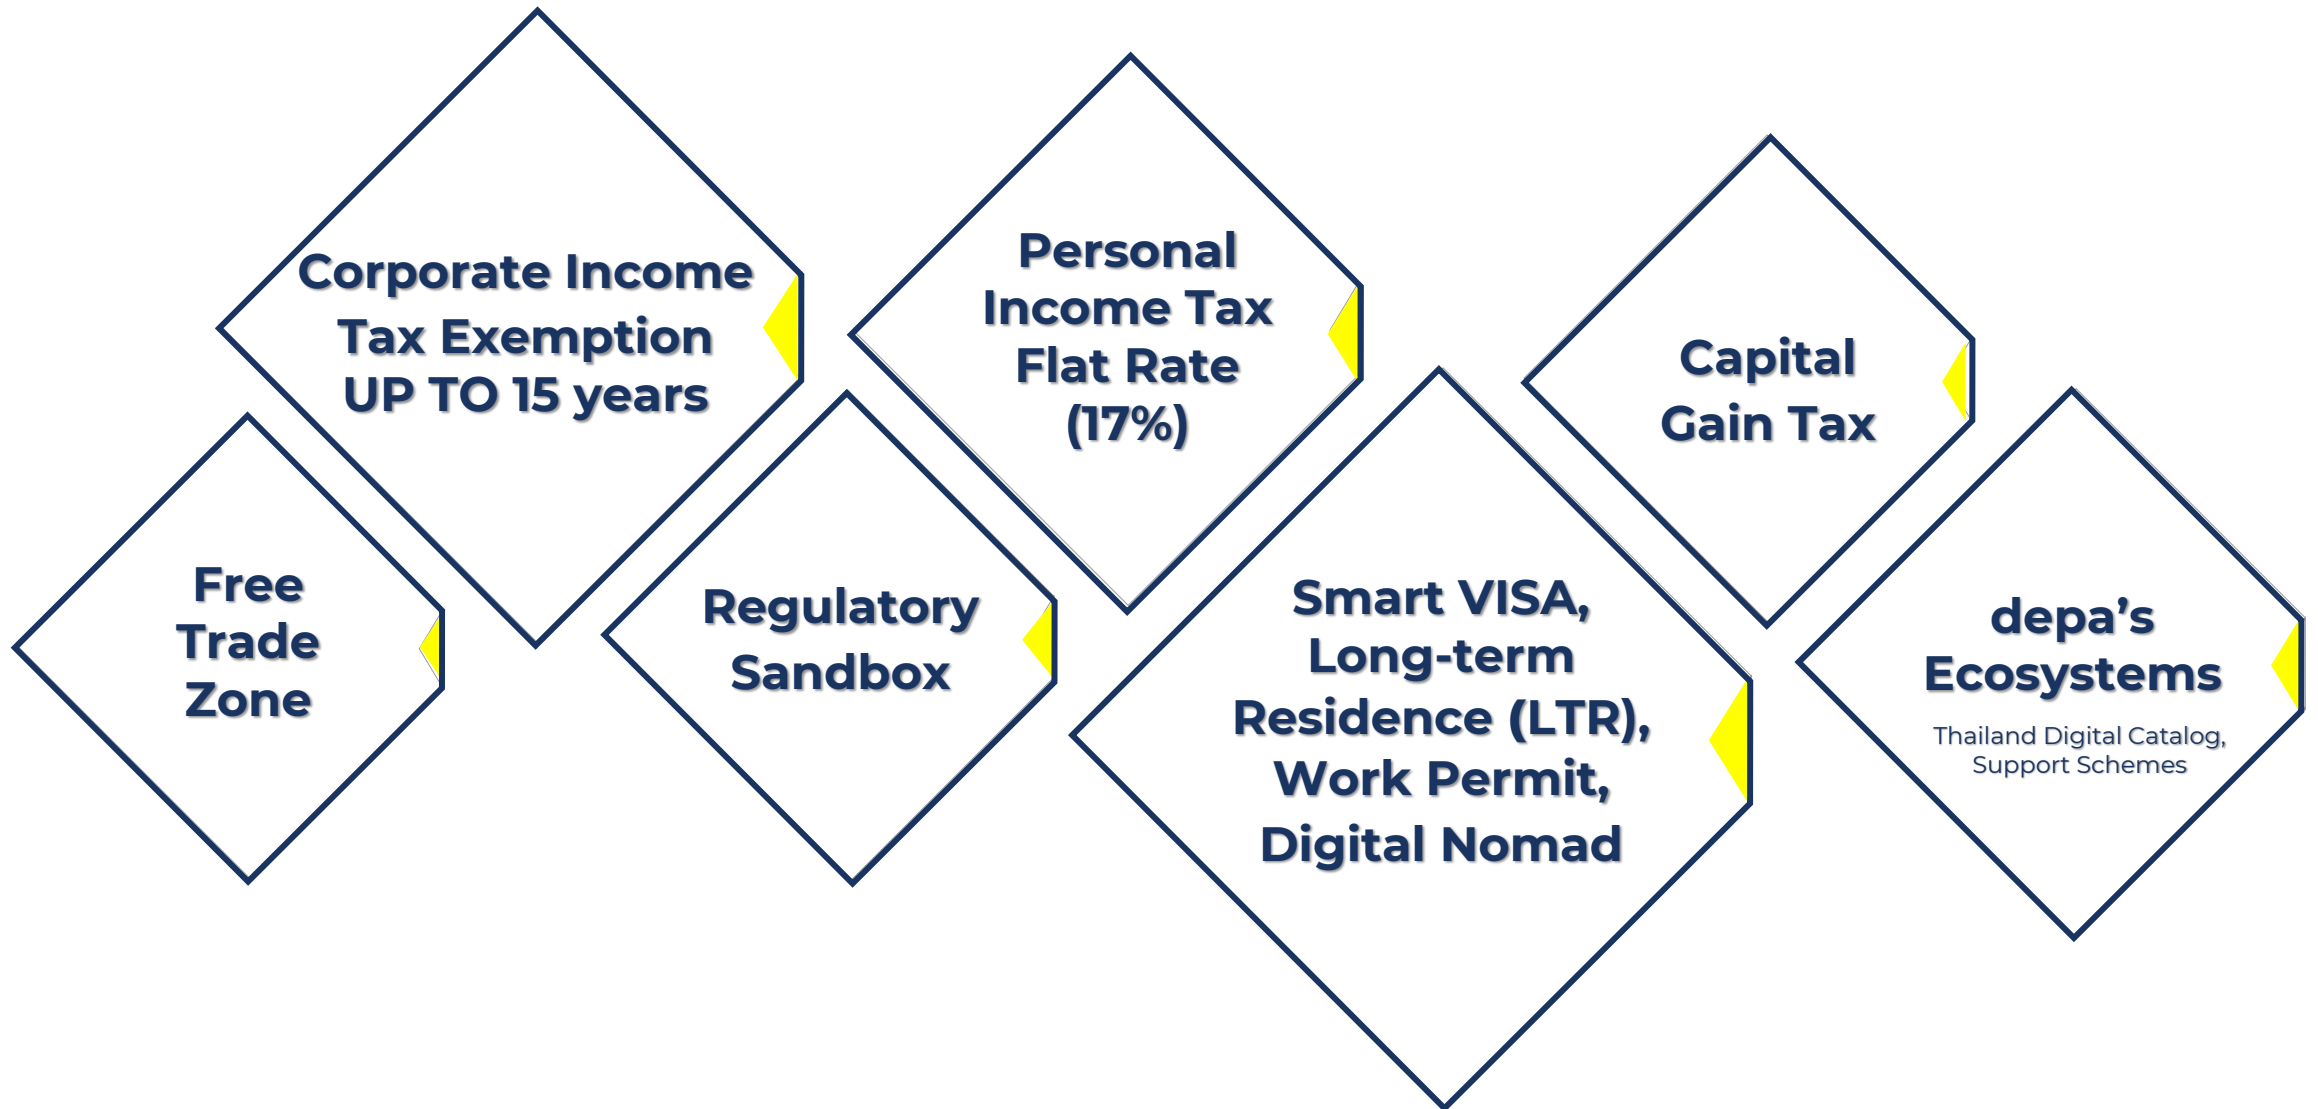 Corporate Income
Tax Exemption
UP TO 15 years
Personal
Income Tax
Flat Rate
(17%)
Capital
Gain Tax
Free
Trade
Zone
Regulatory
Sandbox
Smart VISA,
Long-term
Residence (LTR),
Work Permit,
Digital Nomad
depa’s
Ecosystems
Thailand Digital Catalog,
Support Schemes